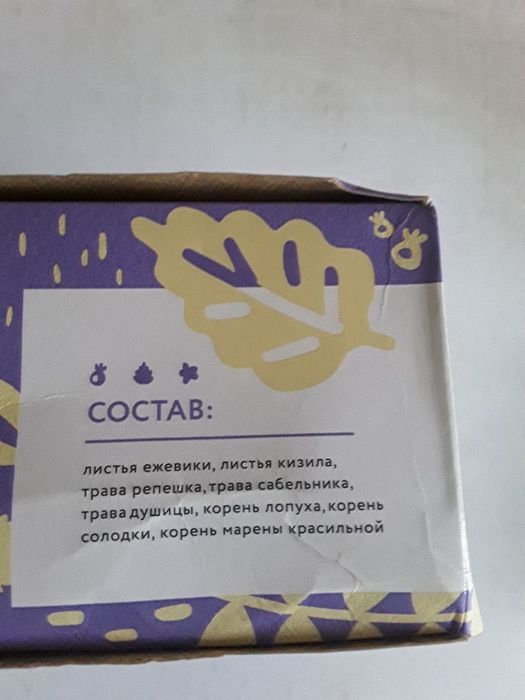 СОСТАВ:
листья ежевики, листья кизила,
трава репешка, трава сабельника,
трава душицы, корень лопуха, корень
солодки, корень марены красильной